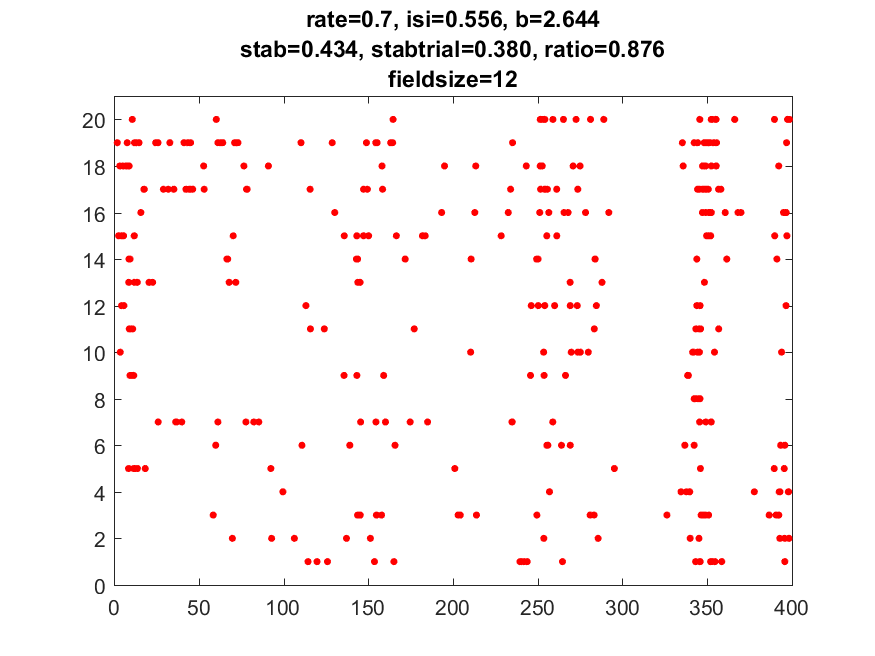 rate=0.7, isi=0.556, b=2.644
stab=0.434, stabtrial=0.380, ratio=0.876
fieldsize=12
20
18
16
14
12
10
8
6
4
2
0
0 50 100 150 200 250 300 350 400